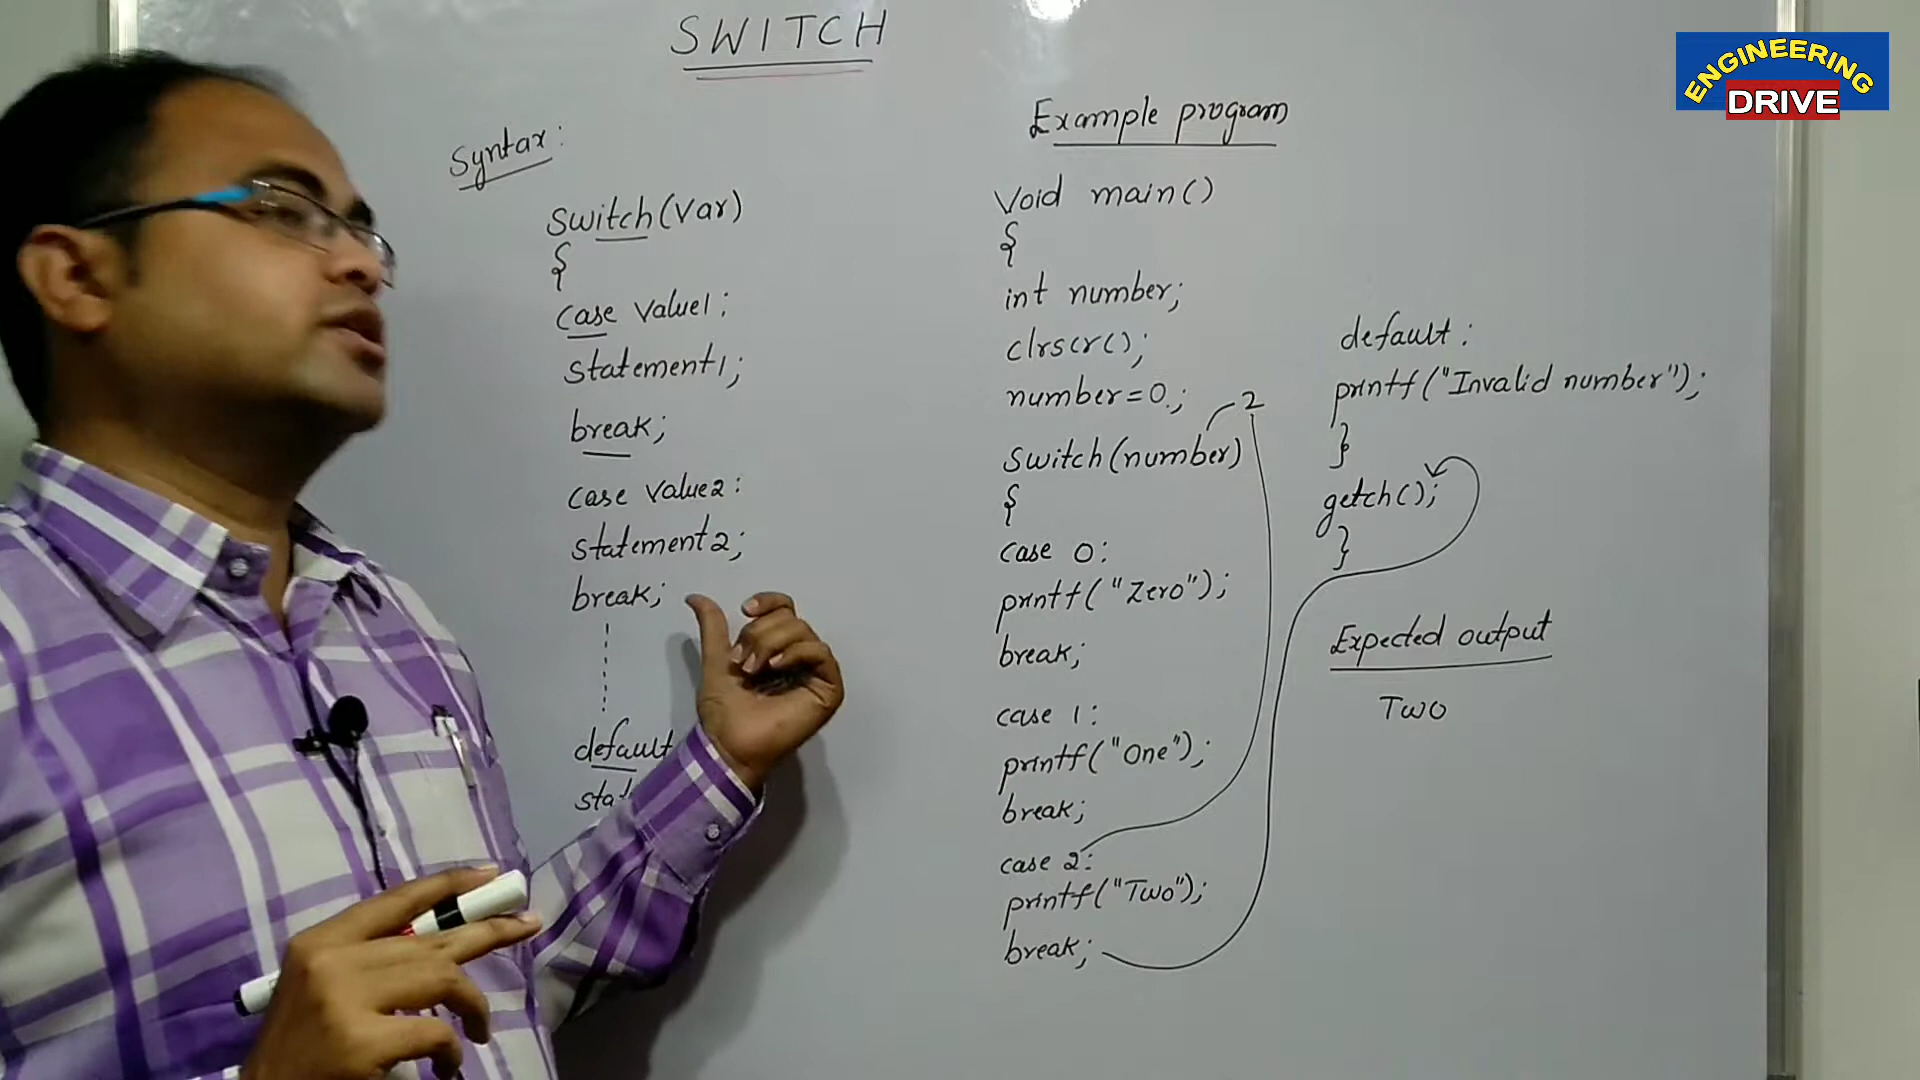 SWITCH
ENGINEERING
DRIVE
Syntax:
switch(var)
{
case value1:
statement1;
break;
case value2:
statement2;
break;
default
Example program
void main()
{
int number;
clrscr();
number=0;
2
switch(number)
{
case 0:
printf("Zero");
break;
case 1:
printf("One");
break;
case 2:
printf("Two");
break;
default:
printf("Invalid number");
}
getch();
}
Expected output
Two